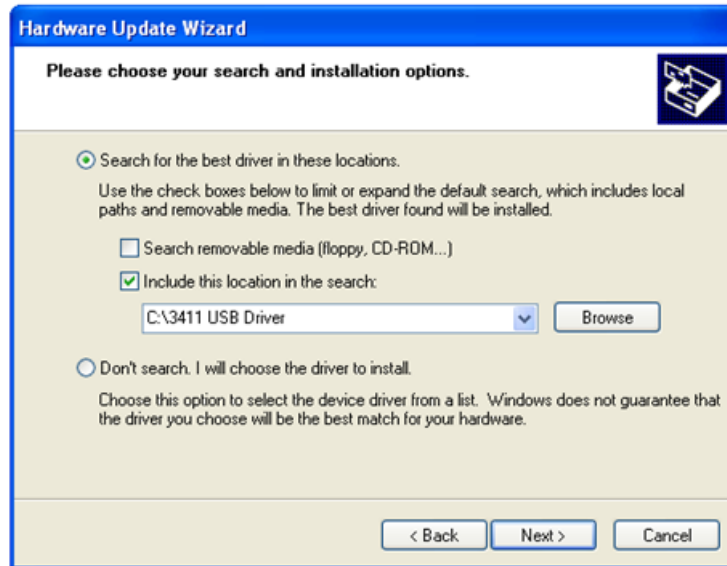 Hardware Update Wizard
Please choose your search and installation options.
Search for the best driver in these locations.
Use the check boxes below to limit or expand the default search, which includes local
paths and removable media. The best driver found will be installed.
Search removable media (floppy, CD-ROM...)
Include this location in the search:
C:\3411 USB Driver
Browse
Don't search. I will choose the driver to install.
Choose this option to select the device driver from a list. Windows does not guarantee that
the driver you choose will be the best match for your hardware.
< Back Next > Cancel